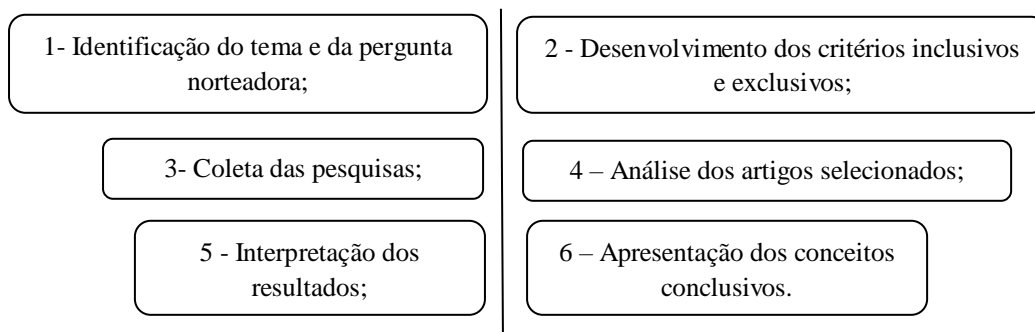 1- Identificação do tema e da pergunta
norteadora;
2 - Desenvolvimento dos critérios inclusivos
e exclusivos;
3- Coleta das pesquisas;
4 – Análise dos artigos selecionados;
5 - Interpretação dos
resultados;
6 – Apresentação dos conceitos
conclusivos.